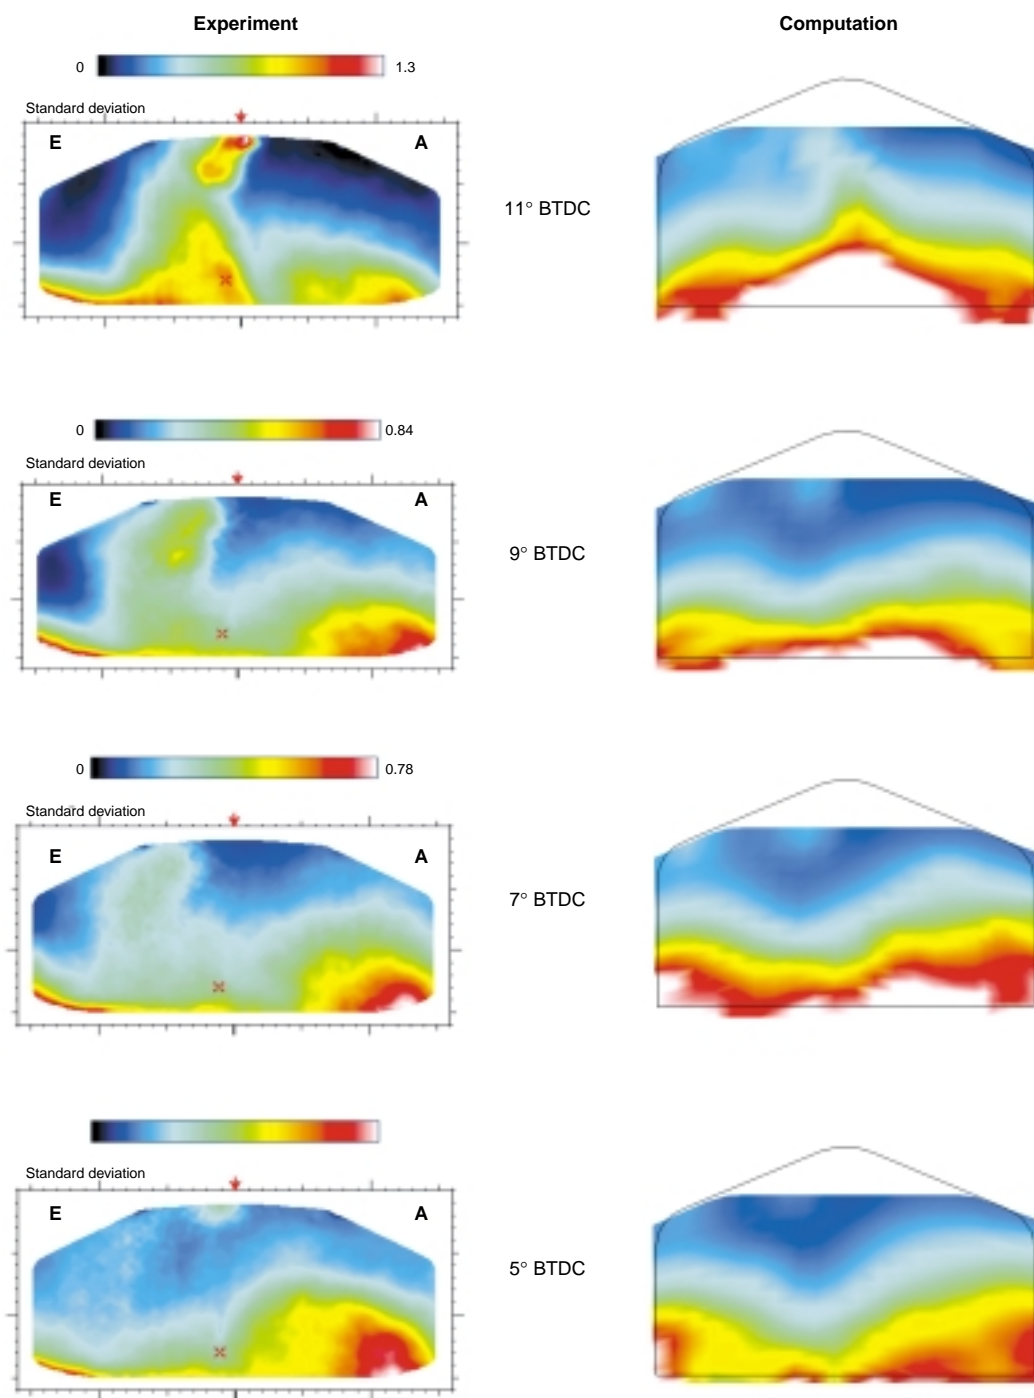 Experiment
Computation
0 1.3
Standard deviation
E A
11° BTDC
0 0.84
Standard deviation
E A
9° BTDC
0 0.78
Standard deviation
E A
7° BTDC
Standard deviation
E A
5° BTDC